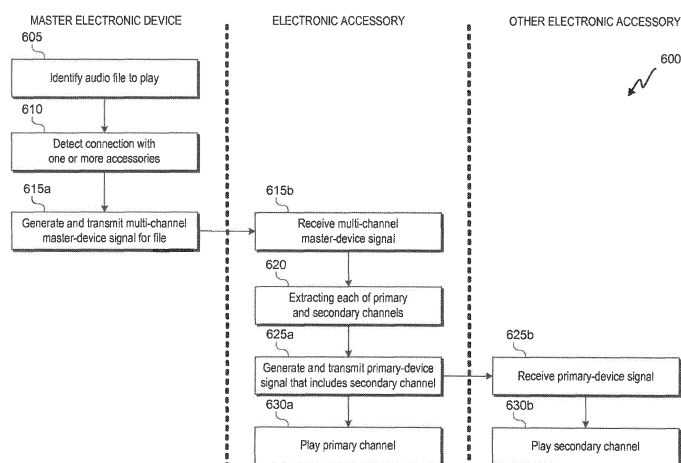 MASTER ELECTRONIC DEVICE
ELECTRONIC ACCESSORY
OTHER ELECTRONIC ACCESSORY
600
605
Identify audio file to play
610
Detect connection with
one or more accessories
615a
Generate and transmit multi-channel
master-device signal for file
615b
Receive multi-channel
master-device signal
620
Extracting each of primary
and secondary channels
625a
Generate and transmit primary-device
signal that includes secondary channel
625b
Receive primary-device signal
630a
Play primary channel
630b
Play secondary channel